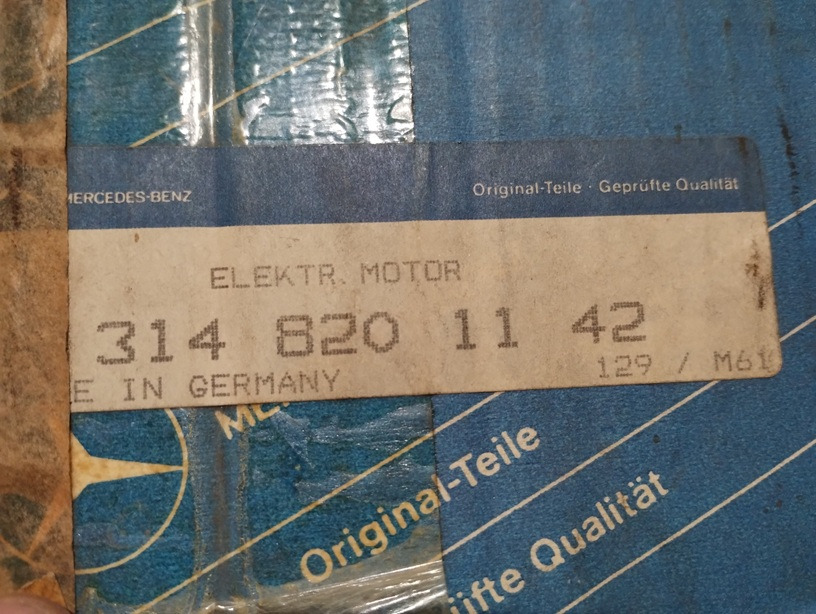 MERCEDES-BENZ
Original-Teile · Geprüfte Qualität
ELEKTR. MOTOR
314 820 11 42
E IN GERMANY
129 / M61
Original-Teile
üfte Qualität